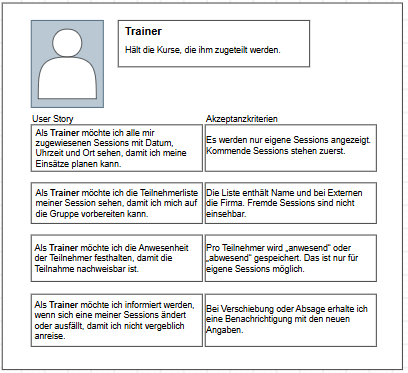 Trainer
Hält die Kurse, die ihm zugeteilt werden.
User Story
Akzeptanzkriterien
Als Trainer möchte ich alle mir
zugewiesenen Sessions mit Datum,
Uhrzeit und Ort sehen, damit ich meine
Einsätze planen kann.
Es werden nur eigene Sessions angezeigt.
Kommende Sessions stehen zuerst.
Als Trainer möchte ich die Teilnehmerliste
meiner Session sehen, damit ich mich auf
die Gruppe vorbereiten kann.
Die Liste enthält Name und bei Externen
die Firma. Fremde Sessions sind nicht
einsehbar.
Als Trainer möchte ich die Anwesenheit
der Teilnehmer festhalten, damit die
Teilnahme nachweisbar ist.
Pro Teilnehmer wird „anwesend“ oder
„abwesend“ gespeichert. Das ist nur für
eigene Sessions möglich.
Als Trainer möchte ich informiert werden,
wenn sich eine meiner Sessions ändert
oder ausfällt, damit ich nicht vergeblich
anreise.
Bei Verschiebung oder Absage erhalte ich
eine Benachrichtigung mit den neuen
Angaben.